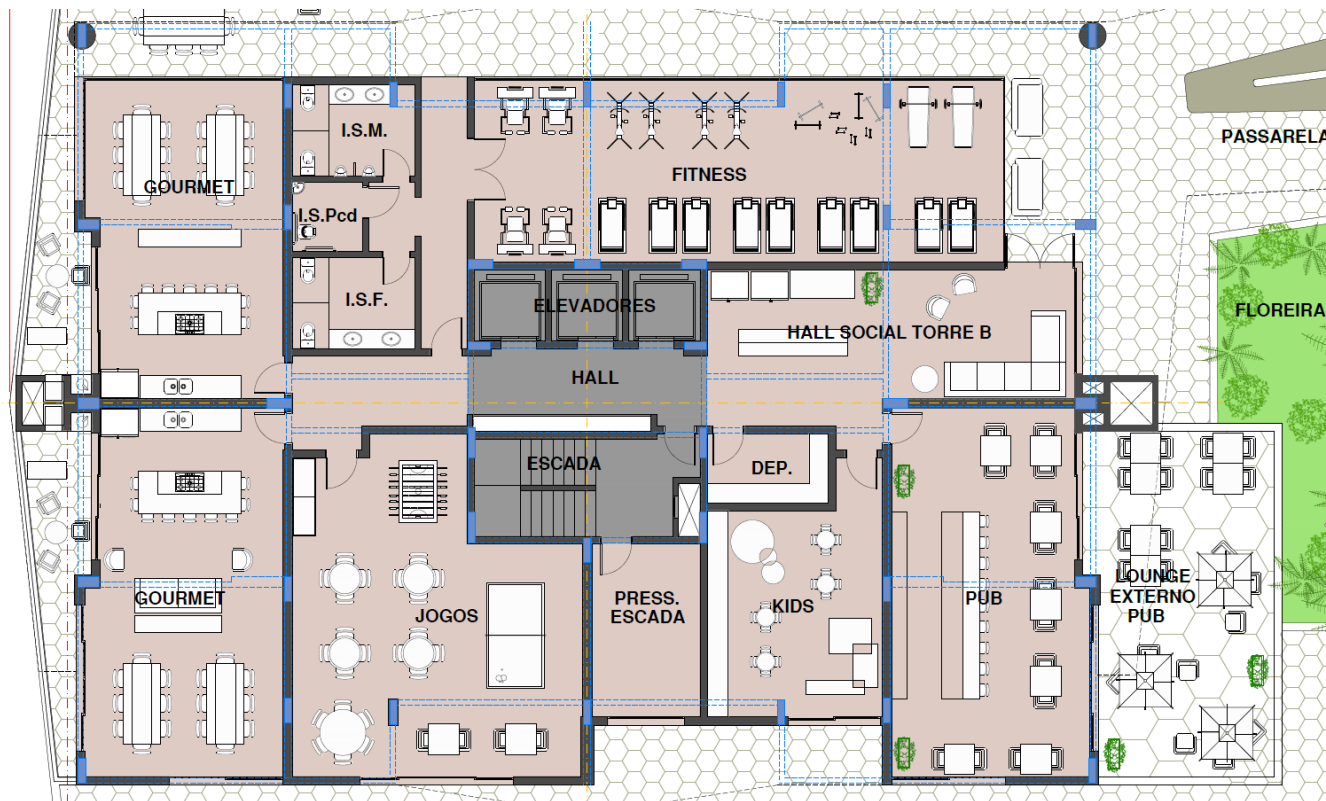 I.S.M.
PASSARELA
FITNESS
GOURMET
I.S.Pcd
I.S.F.
ELEVADORES
FLOREIRA
HALL SOCIAL TORRE B
HALL
ESCADA
DEP.
GOURMET
JOGOS
PRESS.
ESCADA
KIDS
PUB
LOUNGE
EXTERNO
PUB